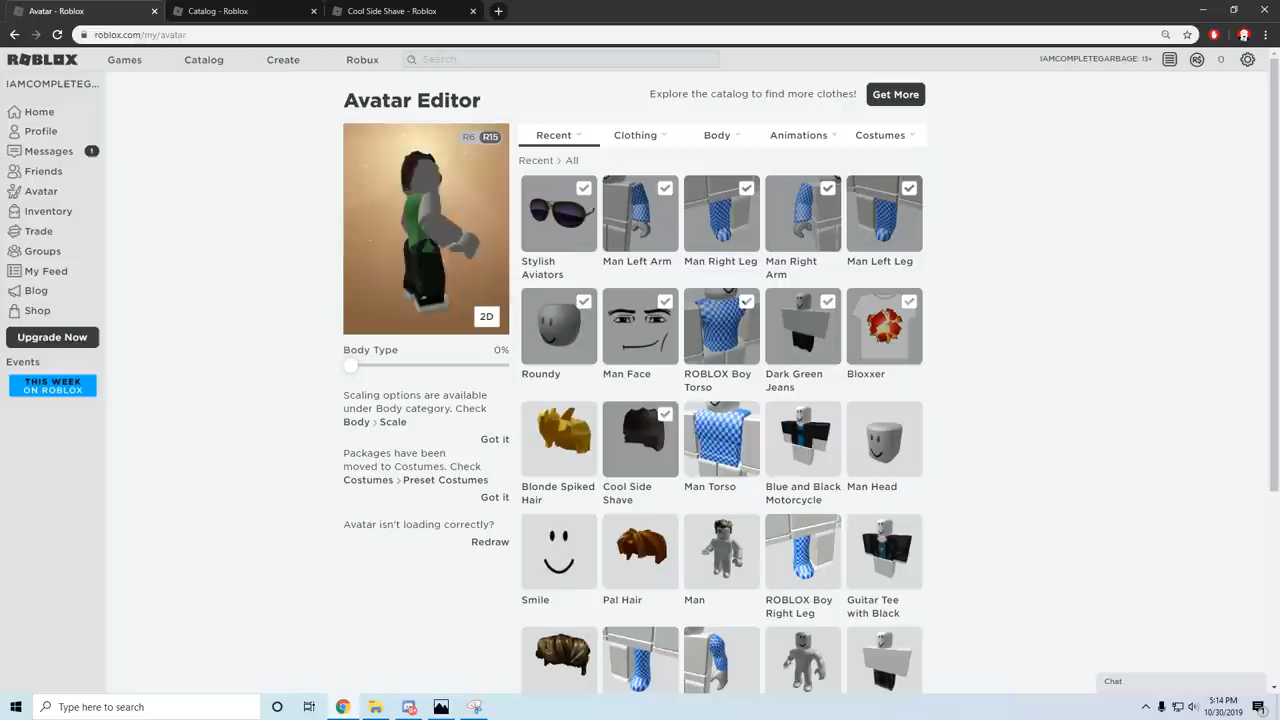 Avatar - Roblox
Catalog - Roblox
Cool Side Shave - Roblox
roblox.com/my/avatar
ROBLOX
Games
Catalog
Create
Robux
Search
IAMCOMPLETEGARBAGE: 13+
0
IAMCOMPLETEG...
Home
Profile
Messages 1
Friends
Avatar
Inventory
Trade
Groups
My Feed
Blog
Shop
Upgrade Now
Events
THIS WEEK
ON ROBLOX
Avatar Editor
Explore the catalog to find more clothes!
Get More
R6 R15
2D
Body Type 0%
Scaling options are available
under Body category. Check
Body > Scale
Got it
Packages have been
moved to Costumes. Check
Costumes > Preset Costumes
Got it
Avatar isn't loading correctly?
Redraw
Recent
Clothing
Body
Animations
Costumes
Recent > All
Stylish
Aviators
Man Left Arm
Man Right Leg
Man Right
Arm
Man Left Leg
Roundy
Man Face
ROBLOX Boy
Torso
Dark Green
Jeans
Bloxxer
Blonde Spiked
Hair
Cool Side
Shave
Man Torso
Blue and Black
Motorcycle
Man Head
Smile
Pal Hair
Man
ROBLOX Boy
Right Leg
Guitar Tee
with Black
Chat
Type here to search
5:14 PM
10/30/2019
1